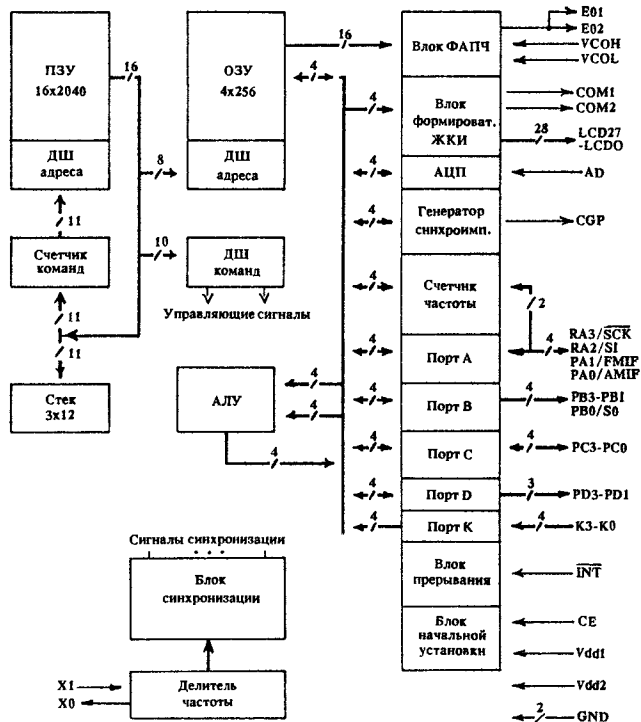 ПЗУ
16x2040
ДШ
адреса
16
11
Счетчик
команд
11
11
Стек
3x12
ОЗУ
4x256
ДШ
адреса
8
10
ДШ
команд
Управляющие сигналы
АЛУ
4
4
4
16
4
4
4
4
4
4
4
4
4
4
Блок ФАПЧ
Блок
формироват.
ЖКИ
АЦП
Генератор
синхроимп.
Счетчик
частоты
Порт A
Порт B
Порт C
Порт D
Порт K
Блок
прерывания
Блок
начальной
установки
E01
E02
VCOH
VCOL
COM1
COM2
28
LCD27
-LCDO
AD
CGP
2
4
RA3/SCK
RA2/SI
PA1/FMIF
PA0/AMIF
4
PB3-PBI
PB0/S0
4
PC3-PC0
3
PD3-PD1
4
K3-K0
INT
CE
Vdd1
Vdd2
2
GND
Сигналы синхронизации
Блок
синхронизации
Делитель
частоты
X1
X0